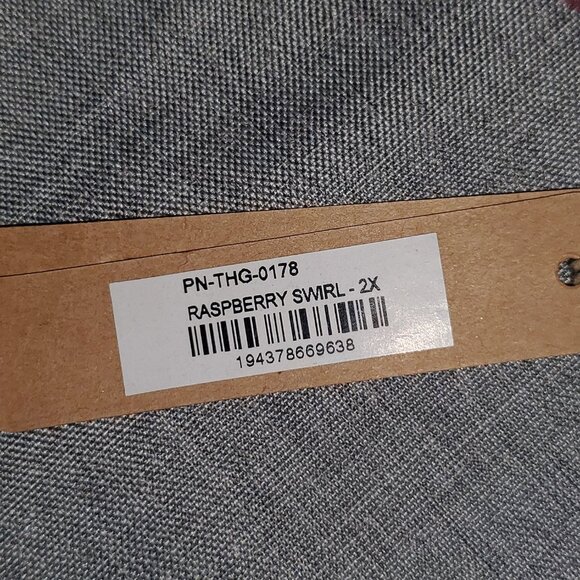 PN-THG-0178
RASPBERRY SWIRL - 2X
194378669638